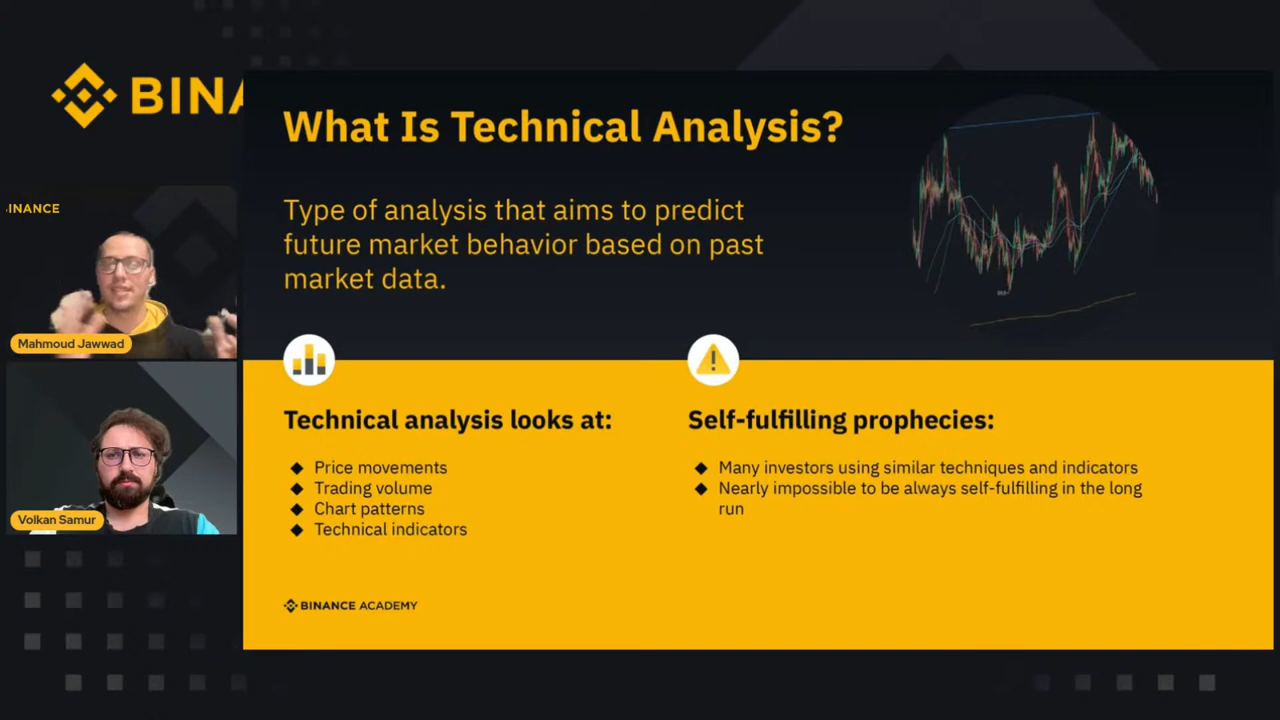 BINA
What Is Technical Analysis?
Type of analysis that aims to predict
future market behavior based on past
market data.
INANCE
Mahmoud Jawwad
Volkan Samur
Technical analysis looks at:
Price movements
Trading volume
Chart patterns
Technical indicators
Self-fulfilling prophecies:
Many investors using similar techniques and indicators
Nearly impossible to be always self-fulfilling in the long
run
BINANCE ACADEMY